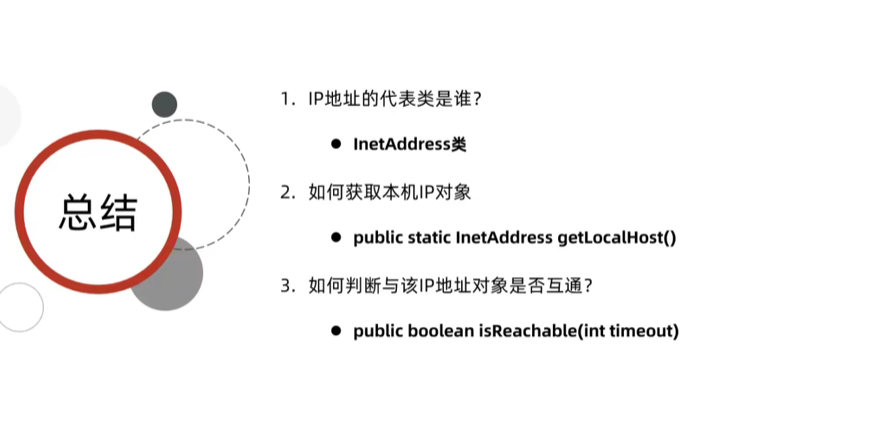 总结
1. IP地址的代表类是谁？
● InetAddress类
2. 如何获取本机IP对象
● public static InetAddress getLocalHost()
3. 如何判断与该IP地址对象是否互通？
● public boolean isReachable(int timeout)